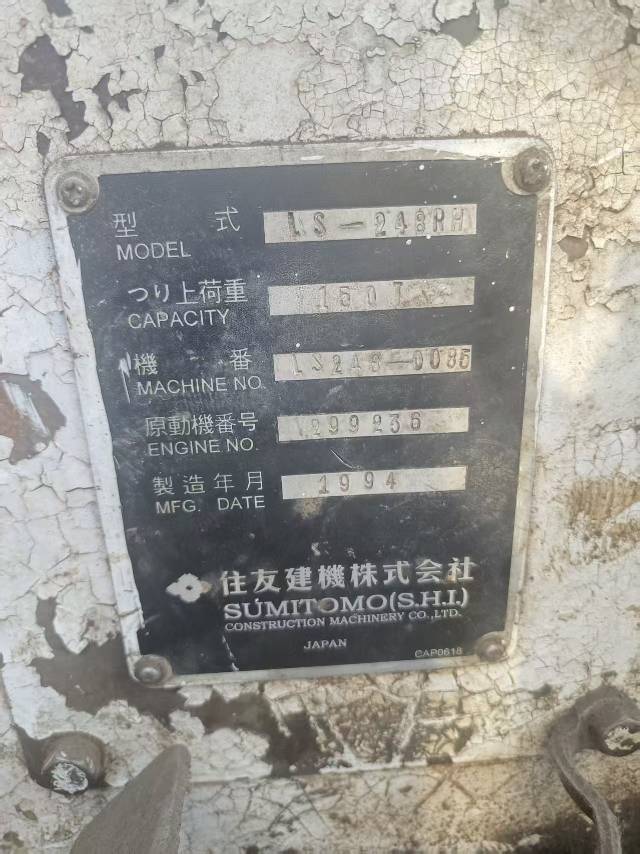 型 式 LS-248RH
MODEL
つり上荷重 150T
CAPACITY
機 番 LS248-0085
MACHINE NO.
原動機番号 299236
ENGINE NO.
製造年月 1994
MFG. DATE
住友建機株式会社
SUMITOMO(S.H.I.)
CONSTRUCTION MACHINERY CO.,LTD.
JAPAN
CAP0618